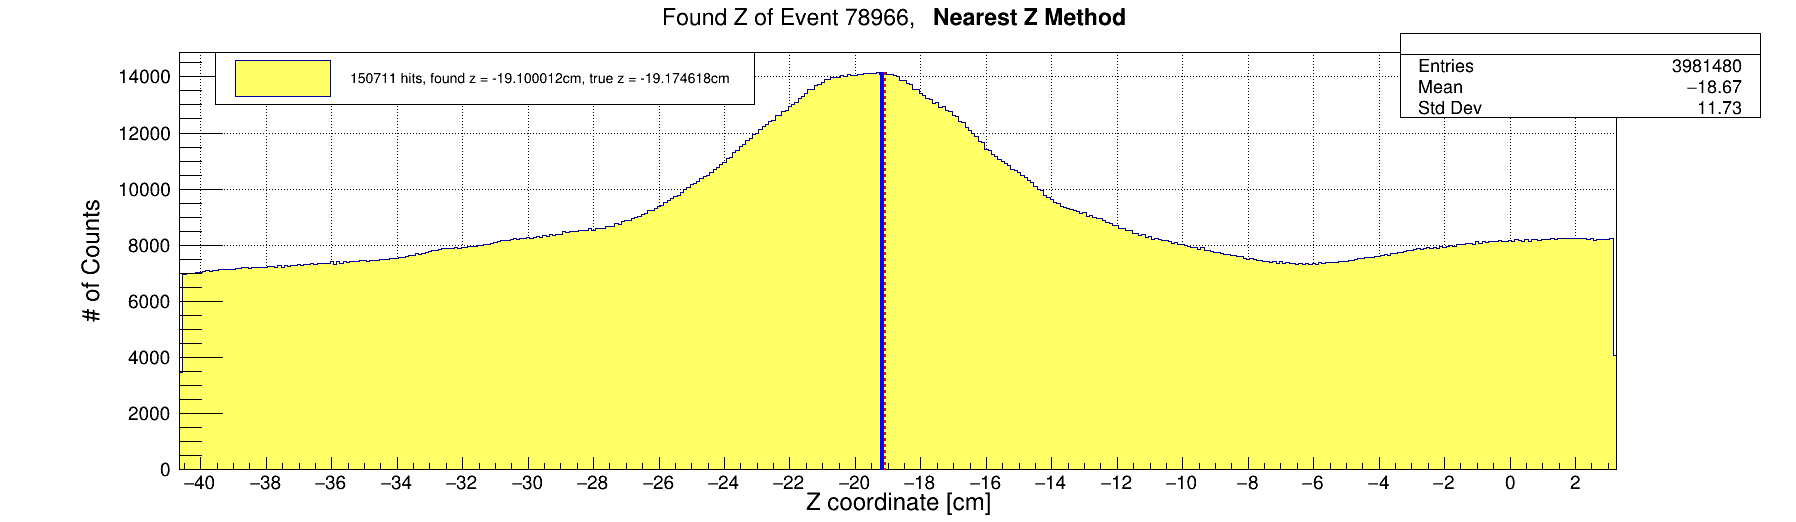 Found Z of Event 78966, Nearest Z Method
150711 hits, found z = -19.100012cm, true z = -19.174618cm
Entries 3981480
Mean −18.67
Std Dev 11.73
14000
12000
10000
8000
6000
4000
2000
0
# of Counts
−40 −38 −36 −34 −32 −30 −28 −26 −24 −22 −20 −18 −16 −14 −12 −10 −8 −6 −4 −2 0 2
Z coordinate [cm]